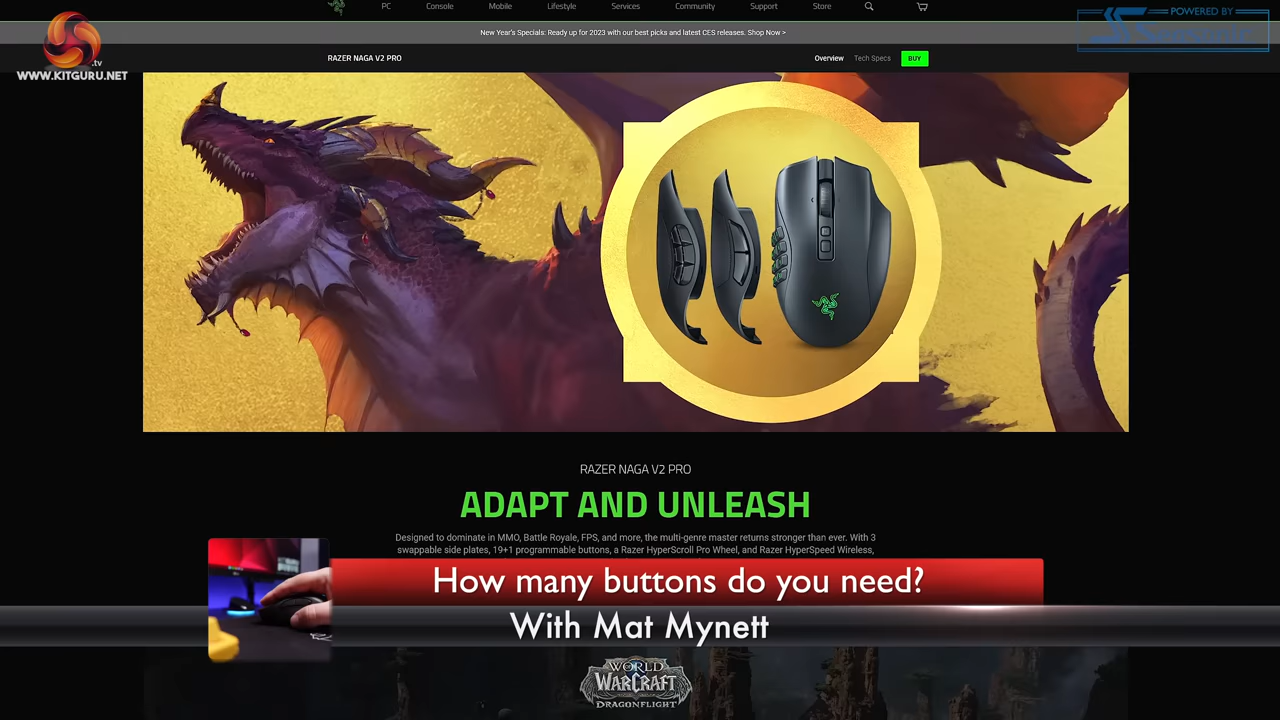 PC Console Mobile Lifestyle Services Community Support Store
POWERED BY
Seasonic
New Year's Specials: Ready up for 2023 with our best picks and latest CES releases. Shop Now >
.tv
WWW.KITGURU.NET
RAZER NAGA V2 PRO
Overview Tech Specs BUY
RAZER NAGA V2 PRO
ADAPT AND UNLEASH
Designed to dominate in MMO, Battle Royale, FPS, and more, the multi-genre master returns stronger than ever. With 3
swappable side plates, 19+1 programmable buttons, a Razer HyperScroll Pro Wheel, and Razer HyperSpeed Wireless,
How many buttons do you need?
With Mat Mynett
WORLD
WARCRAFT
DRAGONFLIGHT